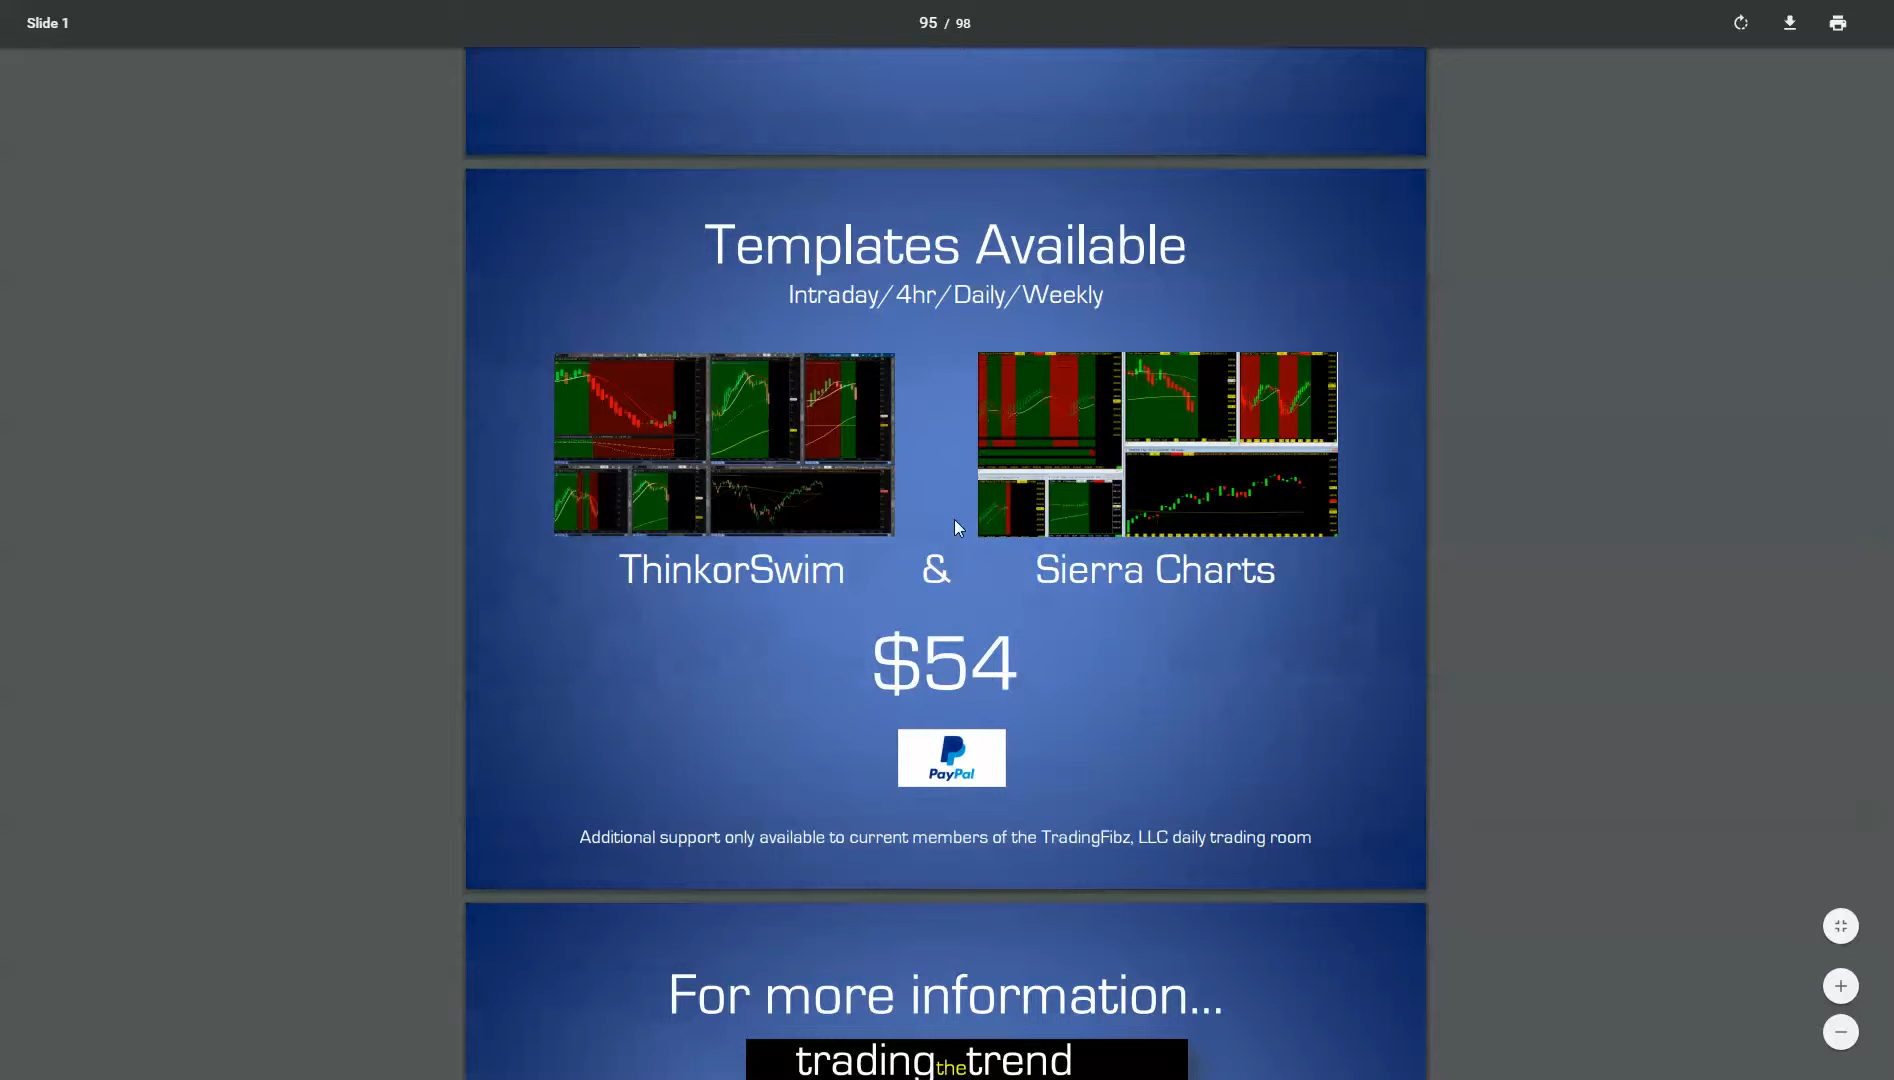 Slide 1
95 / 98
Templates Available
Intraday/4hr/Daily/Weekly
ThinkorSwim & Sierra Charts
$54
PayPal
Additional support only available to current members of the TradingFibz, LLC daily trading room
For more information...
tradingthetrend